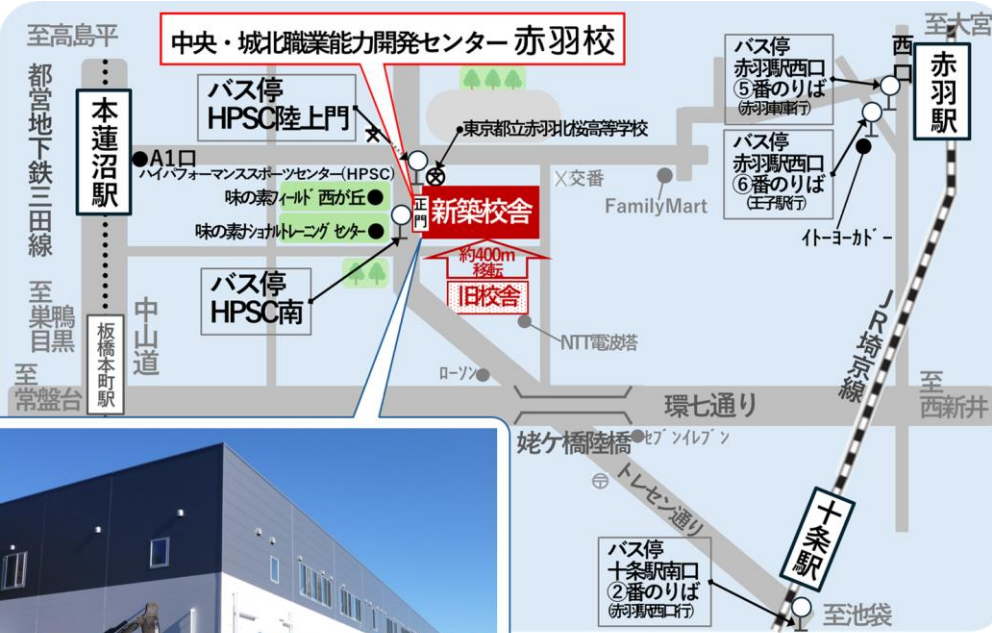 至高島平
中央・城北職業能力開発センター 赤羽校
至大宮
西口
赤羽駅
都営地下鉄三田線
本蓮沼駅
バス停
HPSC陸上門
バス停
赤羽駅西口
⑤番のりば
(赤羽車庫行)
東京都立赤羽北桜高等学校
A1口
ハイパフォーマンススポーツセンター(HPSC)
交番
バス停
赤羽駅西口
⑥番のりば
(王子駅行)
味の素フィールド 西が丘
正門
新築校舎
FamilyMart
味の素ナショナルトレーニング センター
イトーヨーカドー
約400m
移転
バス停
HPSC南
旧校舎
至巣鴨目黒
中山道
NTT電波塔
JR埼京線
板橋本町駅
ローソン
至常盤台
環七通り
至西新井
姥ケ橋陸橋
セブンイレブン
トレセン通り
十条駅
バス停
十条駅南口
②番のりば
(赤羽駅西口行)
至池袋